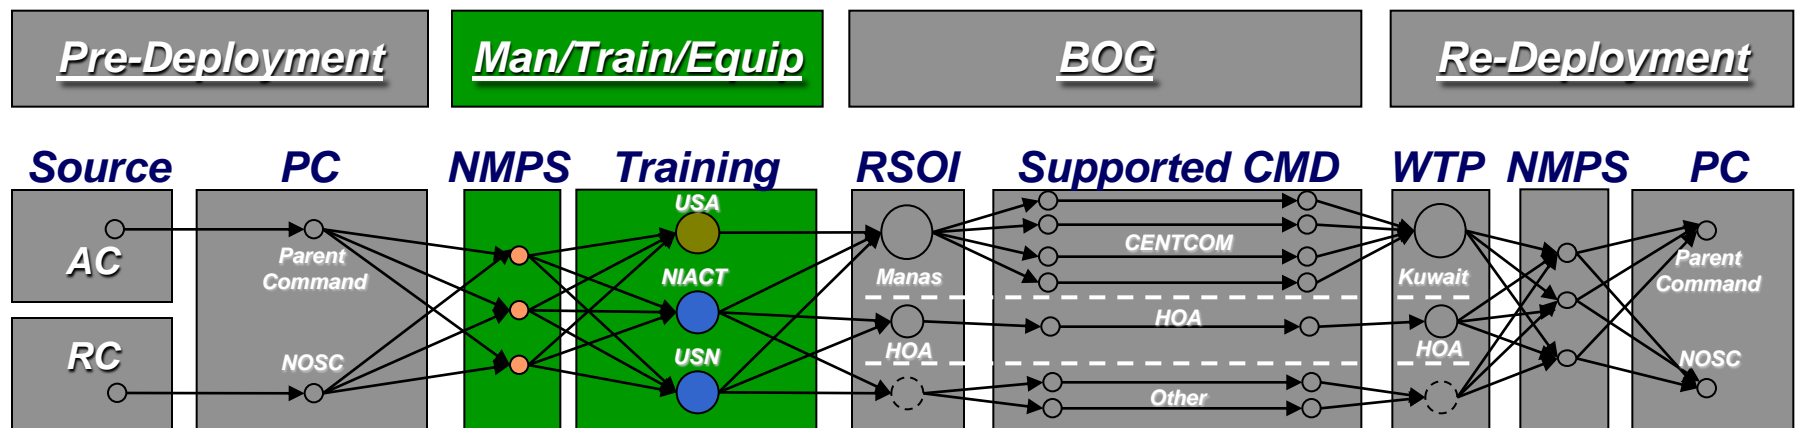 Pre-Deployment
Man/Train/Equip
BOG
Re-Deployment
Source
PC
NMPS
Training
RSOI
Supported CMD
WTP
NMPS
PC
AC
RC
Parent
Command
NOSC
USA
NIACT
USN
Manas
HOA
CENTCOM
HOA
Other
Kuwait
HOA
Parent
Command
NOSC